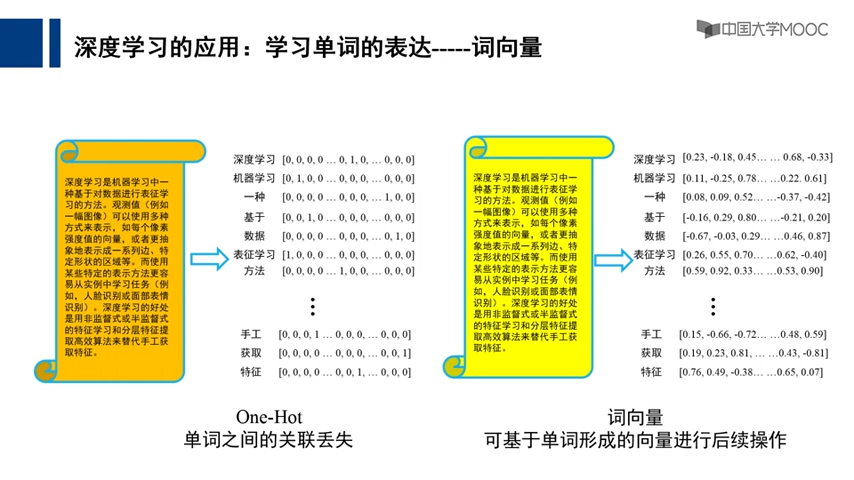 深度学习的应用：学习单词的表达-----词向量
中国大学MOOC
深度学习是机器学习中一
种基于对数据进行表征学
习的方法。观测值（例如
一幅图像）可以使用多种
方式来表示，如每个像素
强度值的向量，或者更抽
象地表示成一系列边、特
定形状的区域等。而使用
某些特定的表示方法更容
易从实例中学习任务（例
如，人脸识别或面部表情
识别）。深度学习的好处
是用非监督式或半监督式
的特征学习和分层特征提
取高效算法来替代手工获
取特征。
深度学习 [0, 0, 0, 0 … 0, 1, 0, … 0, 0, 0]
机器学习 [0, 1, 0, 0 … 0, 0, 0, … 0, 0, 0]
一种 [0, 0, 0, 0 … 0, 0, 0, … 1, 0, 0]
基于 [0, 0, 1, 0 … 0, 0, 0, … 0, 0, 0]
数据 [0, 0, 0, 0 … 0, 0, 0, … 0, 1, 0]
表征学习 [1, 0, 0, 0 … 0, 0, 0, … 0, 0, 0]
方法 [0, 0, 0, 0 … 1, 0, 0, … 0, 0, 0]
⋮
手工 [0, 0, 0, 1 … 0, 0, 0, … 0, 0, 0]
获取 [0, 0, 0, 0 … 0, 0, 0, … 0, 0, 1]
特征 [0, 0, 0, 0 … 0, 0, 1, … 0, 0, 0]
One-Hot
单词之间的关联丢失
深度学习是机器学习中一
种基于对数据进行表征学
习的方法。观测值（例如
一幅图像）可以使用多种
方式来表示，如每个像素
强度值的向量，或者更抽
象地表示成一系列边、特
定形状的区域等。而使用
某些特定的表示方法更容
易从实例中学习任务（例
如，人脸识别或面部表情
识别）。深度学习的好处
是用非监督式或半监督式
的特征学习和分层特征提
取高效算法来替代手工获
取特征。
深度学习 [0.23, -0.18, 0.45… … 0.68, -0.33]
机器学习 [0.11, -0.25, 0.78… …0.22. 0.61]
一种 [0.08, 0.09, 0.52… …-0.37, -0.42]
基于 [-0.16, 0.29, 0.80… …-0.21, 0.20]
数据 [-0.67, -0.03, 0.29… …0.46, 0.87]
表征学习 [0.26, 0.55, 0.70… …0.62, -0.40]
方法 [0.59, 0.92, 0.33… …0.53, 0.90]
⋮
手工 [0.15, -0.66, -0.72… …0.48, 0.59]
获取 [0.19, 0.23, 0.81, … …0.43, -0.81]
特征 [0.76, 0.49, -0.38… …0.65, 0.07]
词向量
可基于单词形成的向量进行后续操作